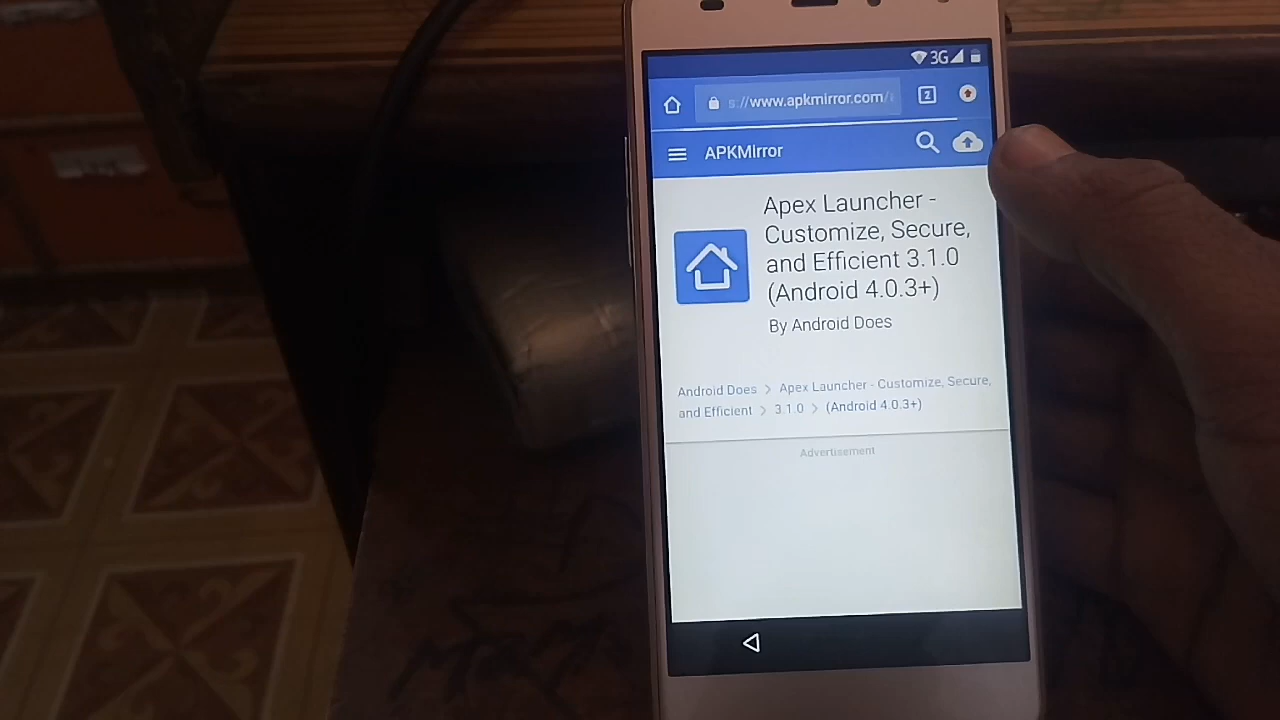 3G
s://www.apkmirror.com/
2
APKMirror
Apex Launcher -
Customize, Secure,
and Efficient 3.1.0
(Android 4.0.3+)
By Android Does
Android Does > Apex Launcher - Customize, Secure,
and Efficient > 3.1.0 > (Android 4.0.3+)
Advertisement